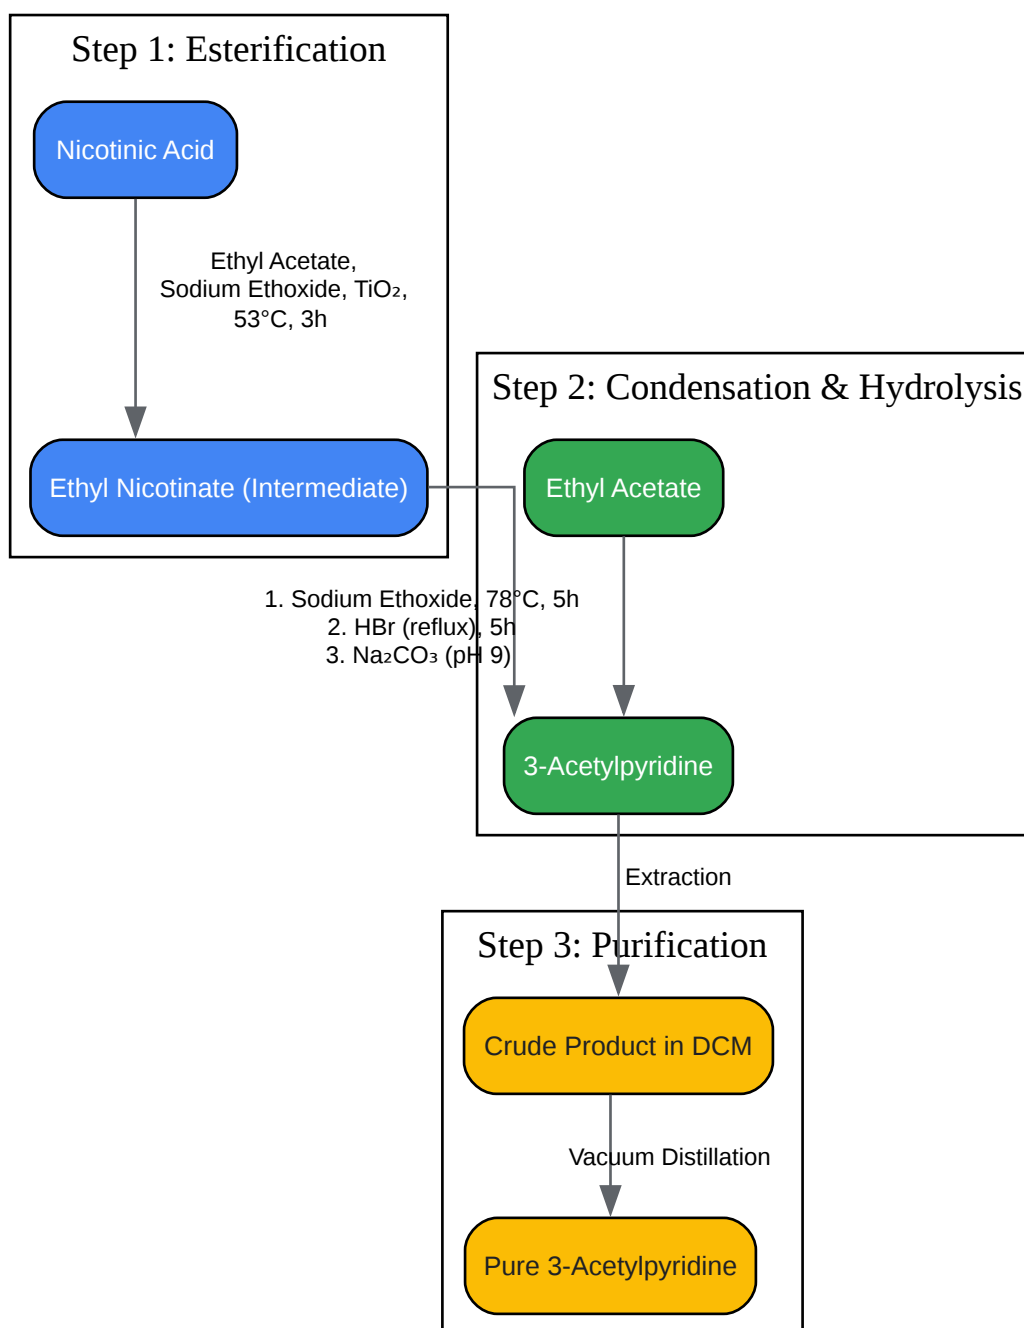 Step 1: Esterification
Nicotinic Acid
Ethyl Acetate,
Sodium Ethoxide, TiO₂,
53°C, 3h
Ethyl Nicotinate (Intermediate)
Step 2: Condensation & Hydrolysis
Ethyl Acetate
1. Sodium Ethoxide, 78°C, 5h
2. HBr (reflux), 5h
3. Na₂CO₃ (pH 9)
3-Acetylpyridine
Extraction
Step 3: Purification
Crude Product in DCM
Vacuum Distillation
Pure 3-Acetylpyridine